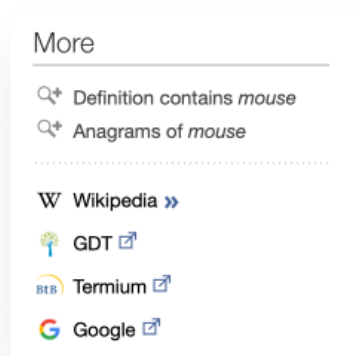 More
Definition contains mouse
Anagrams of mouse
W Wikipedia »
GDT
BtB Termium
G Google